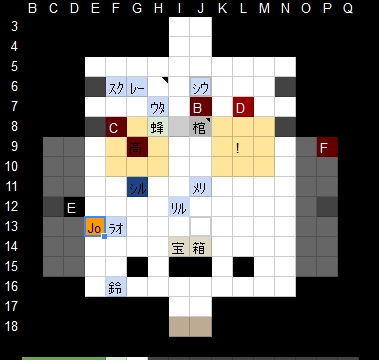 B C D E F G H I J K L M N O P Q
3
4
5
6 スク レー シウ
7 ウタ B D
8 C 蜂 棺
9 高 ! F
10
11 シル メリ
12 E リル
13 Jo ラオ
14 宝 箱
15
16 鈴
17
18